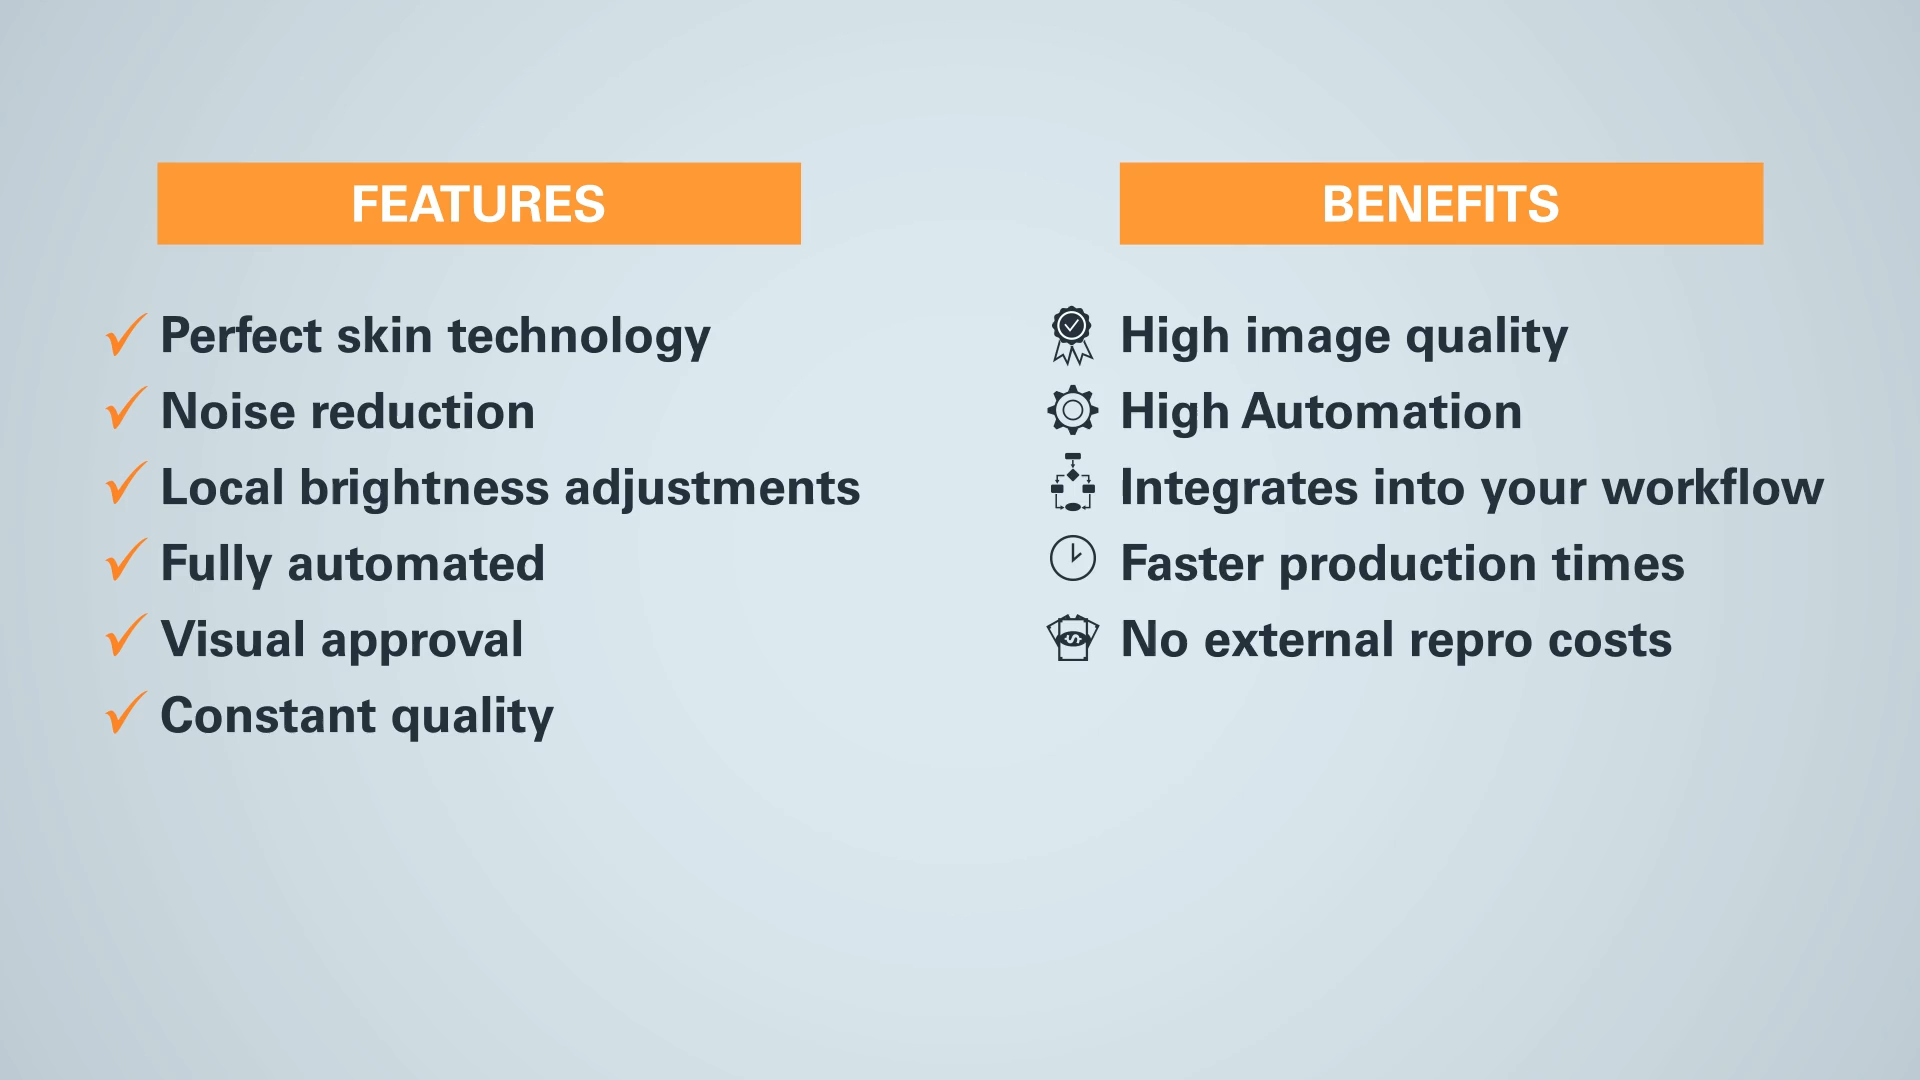 FEATURES
Perfect skin technology
Noise reduction
Local brightness adjustments
Fully automated
Visual approval
Constant quality
BENEFITS
High image quality
High Automation
Integrates into your workflow
Faster production times
No external repro costs